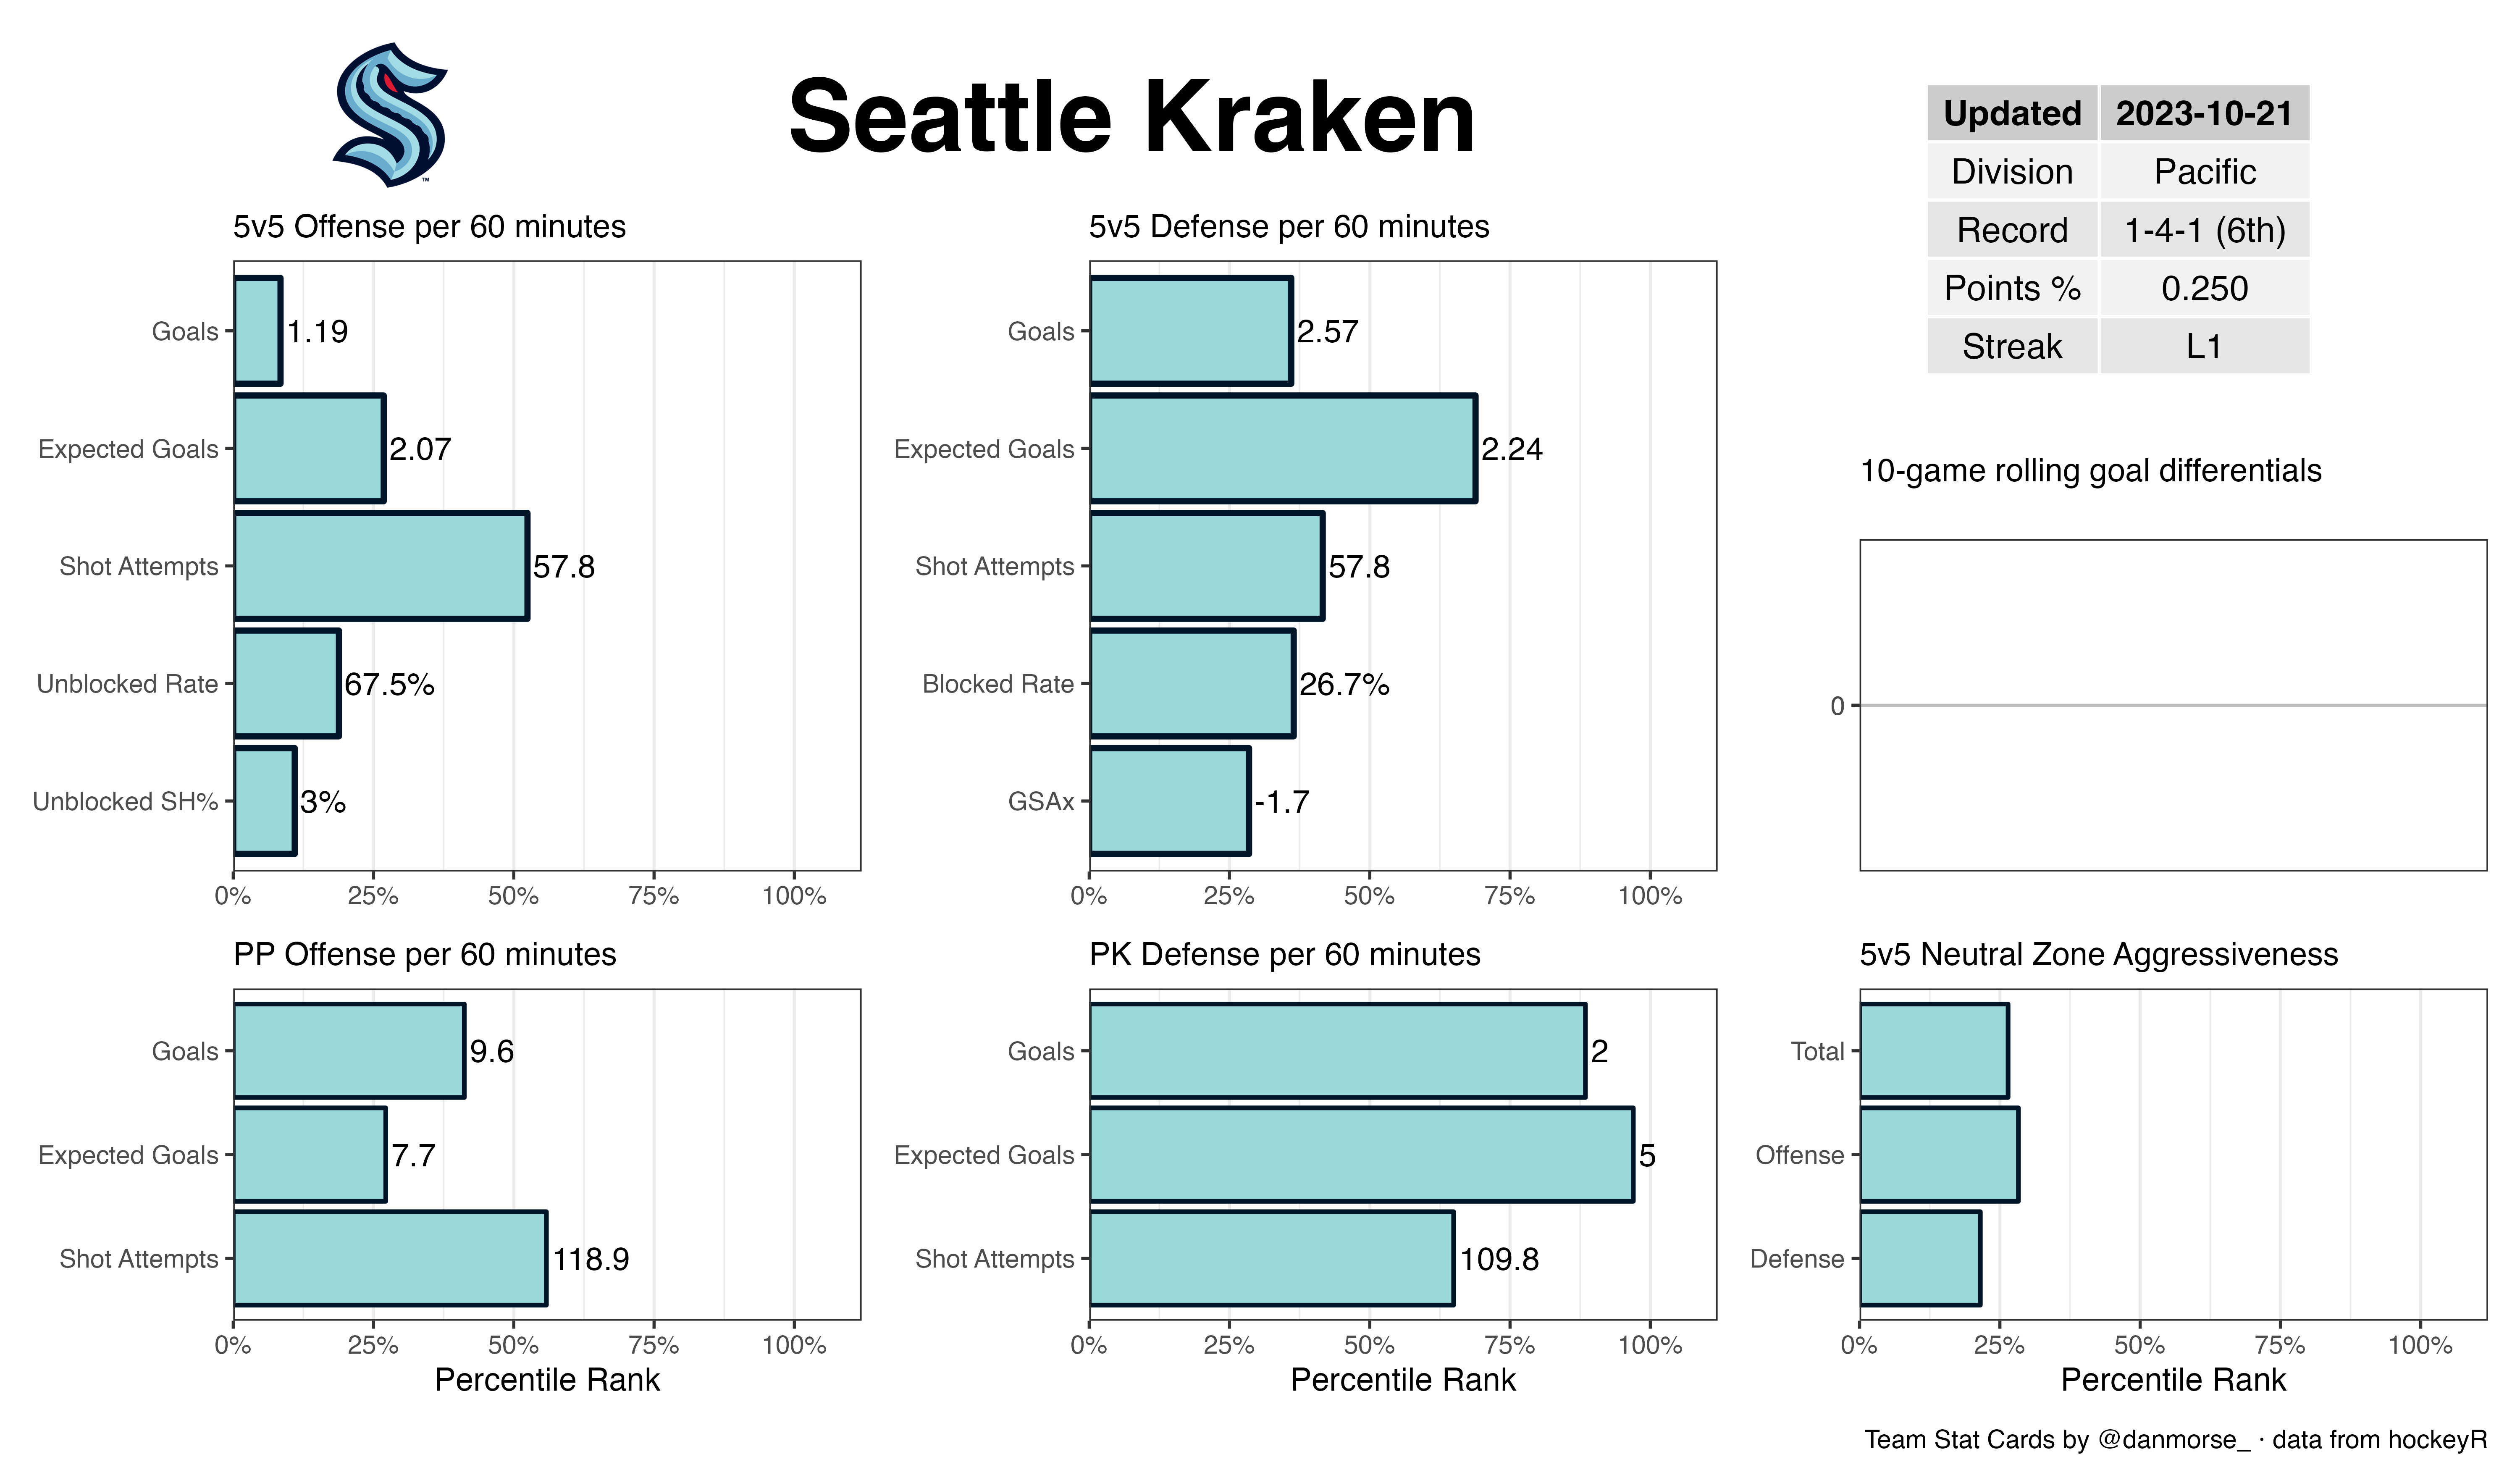 Seattle Kraken
Updated 2023-10-21
Division Pacific
Record 1-4-1 (6th)
Points % 0.250
Streak L1
5v5 Offense per 60 minutes
Goals 1.19
Expected Goals 2.07
Shot Attempts 57.8
Unblocked Rate 67.5%
Unblocked SH% 3%
0% 25% 50% 75% 100%
5v5 Defense per 60 minutes
Goals 2.57
Expected Goals 2.24
Shot Attempts 57.8
Blocked Rate 26.7%
GSAx -1.7
0% 25% 50% 75% 100%
10-game rolling goal differentials
0
PP Offense per 60 minutes
Goals 9.6
Expected Goals 7.7
Shot Attempts 118.9
0% 25% 50% 75% 100%
Percentile Rank
PK Defense per 60 minutes
Goals 2
Expected Goals 5
Shot Attempts 109.8
0% 25% 50% 75% 100%
Percentile Rank
5v5 Neutral Zone Aggressiveness
Total
Offense
Defense
0% 25% 50% 75% 100%
Percentile Rank
Team Stat Cards by @danmorse_ · data from hockeyR